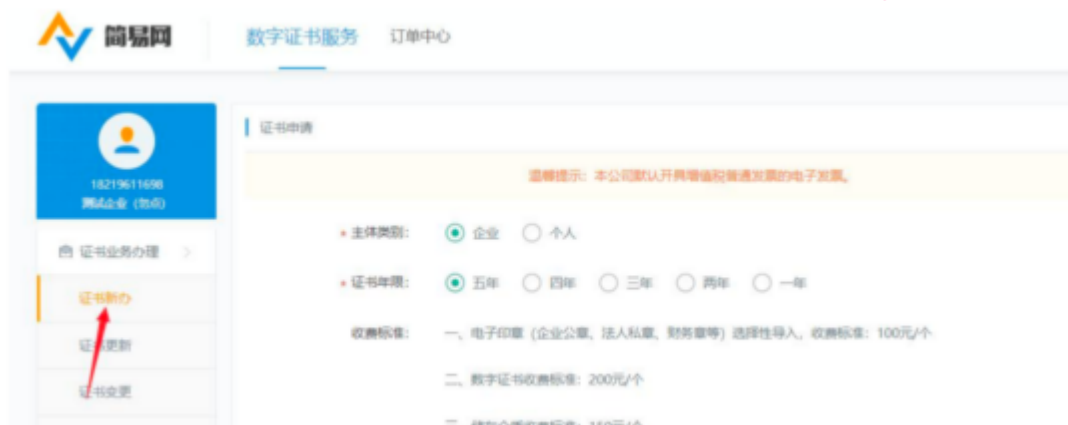 简易网
数字证书服务
订单中心
18219611698
测试企业（勿点）
证书业务办理
证书新办
证书更新
证书变更
证书申请
温馨提示：本公司默认开具增值税普通发票的电子发票。
* 主体类别： 企业 个人
* 证书年限： 五年 四年 三年 两年 一年
收费标准： 一、电子印章（企业公章、法人私章、财务章等）选择性导入，收费标准：100元/个
二、数字证书收费标准：200元/个